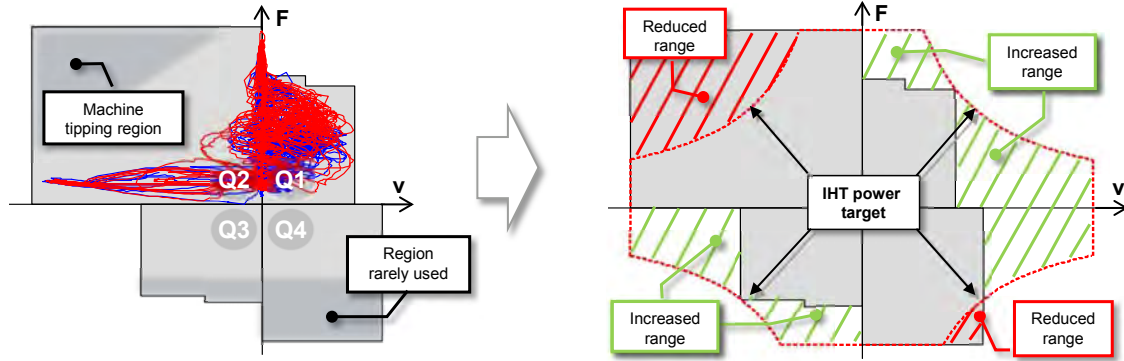 F
Machine
tipping region
Q2
Q1
v
Q3
Q4
Region
rarely used
F
Reduced
range
Increased
range
IHT power
target
v
Increased
range
Reduced
range